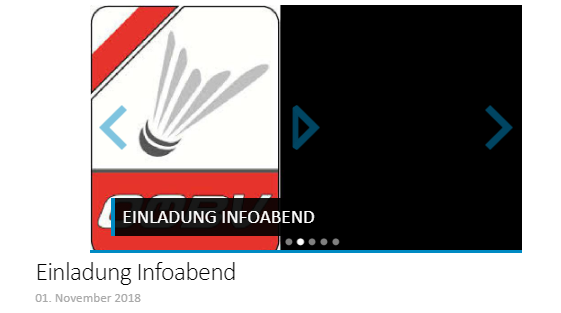 EINLADUNG INFOABEND
Einladung Infoabend
01. November 2018